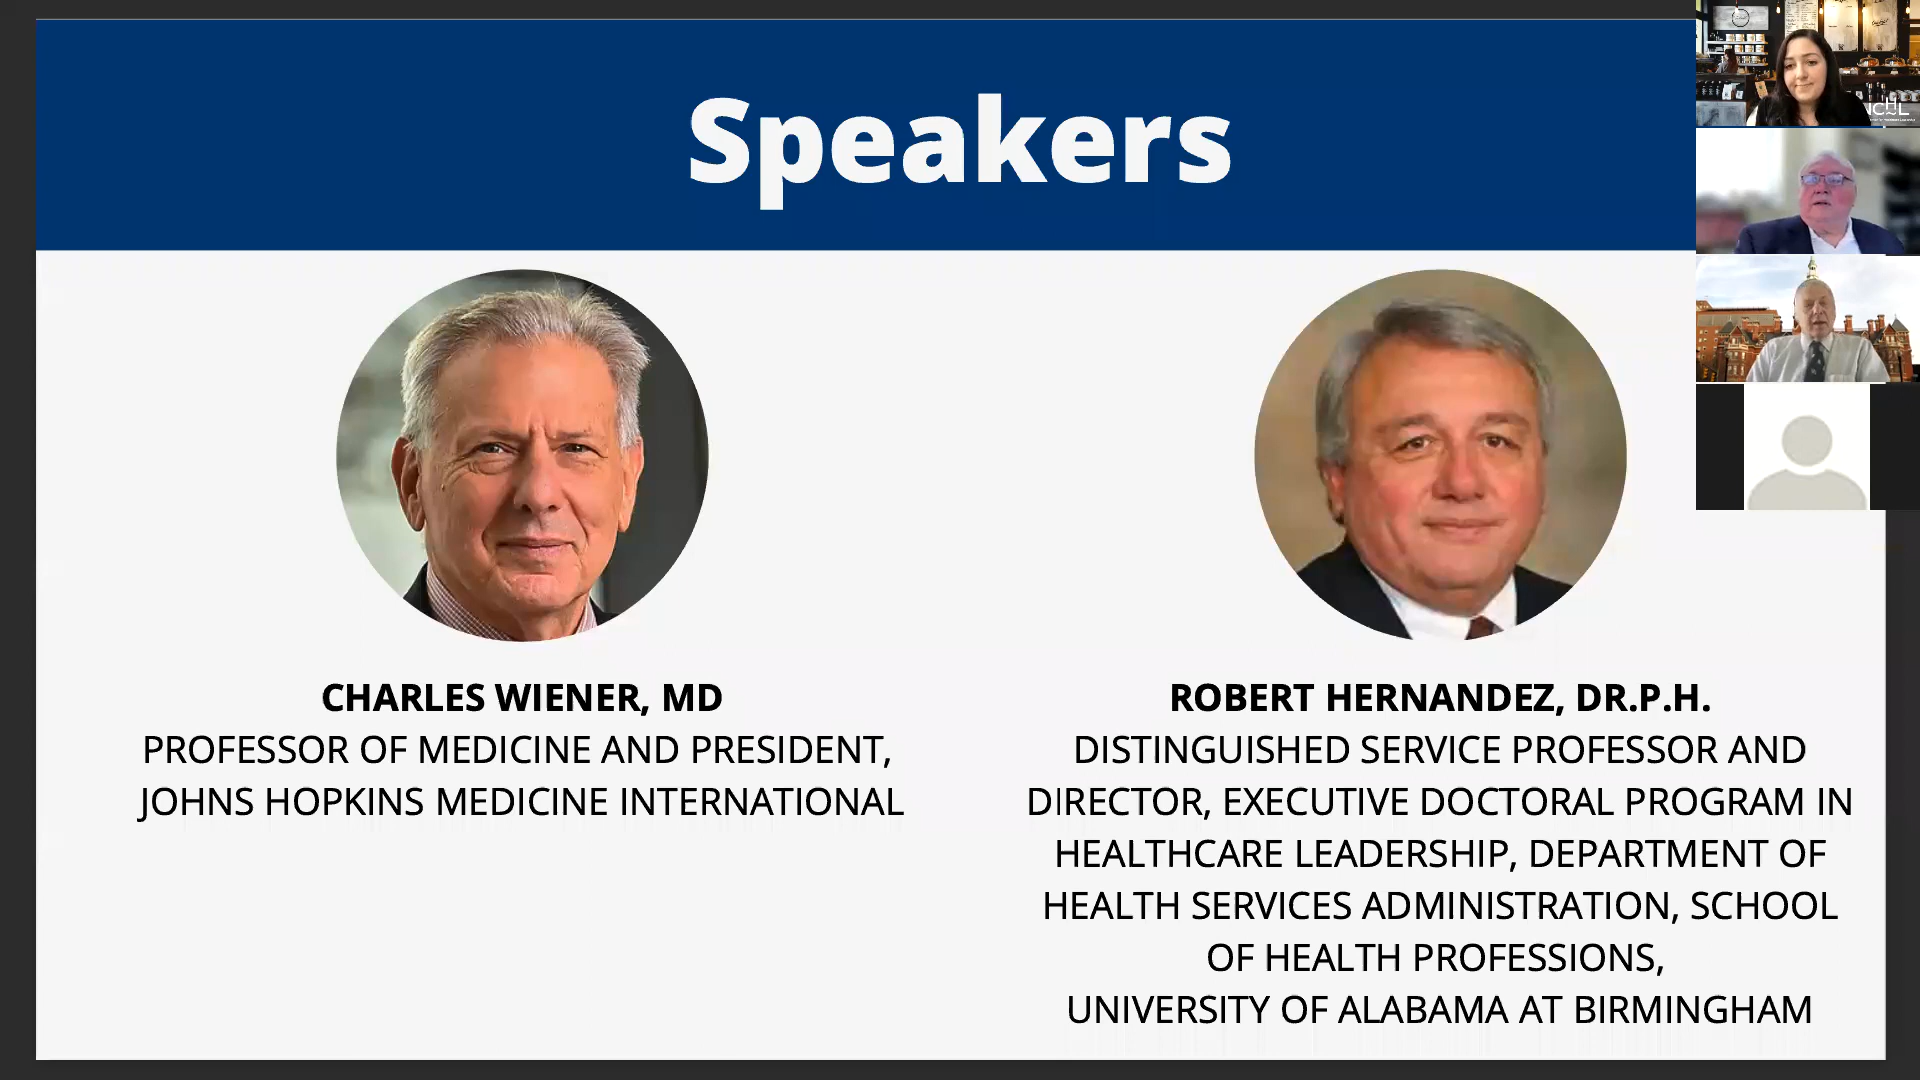 Speakers
CHARLES WIENER, MD
PROFESSOR OF MEDICINE AND PRESIDENT,
JOHNS HOPKINS MEDICINE INTERNATIONAL
ROBERT HERNANDEZ, DR.P.H.
DISTINGUISHED SERVICE PROFESSOR AND
DIRECTOR, EXECUTIVE DOCTORAL PROGRAM IN
HEALTHCARE LEADERSHIP, DEPARTMENT OF
HEALTH SERVICES ADMINISTRATION, SCHOOL
OF HEALTH PROFESSIONS,
UNIVERSITY OF ALABAMA AT BIRMINGHAM